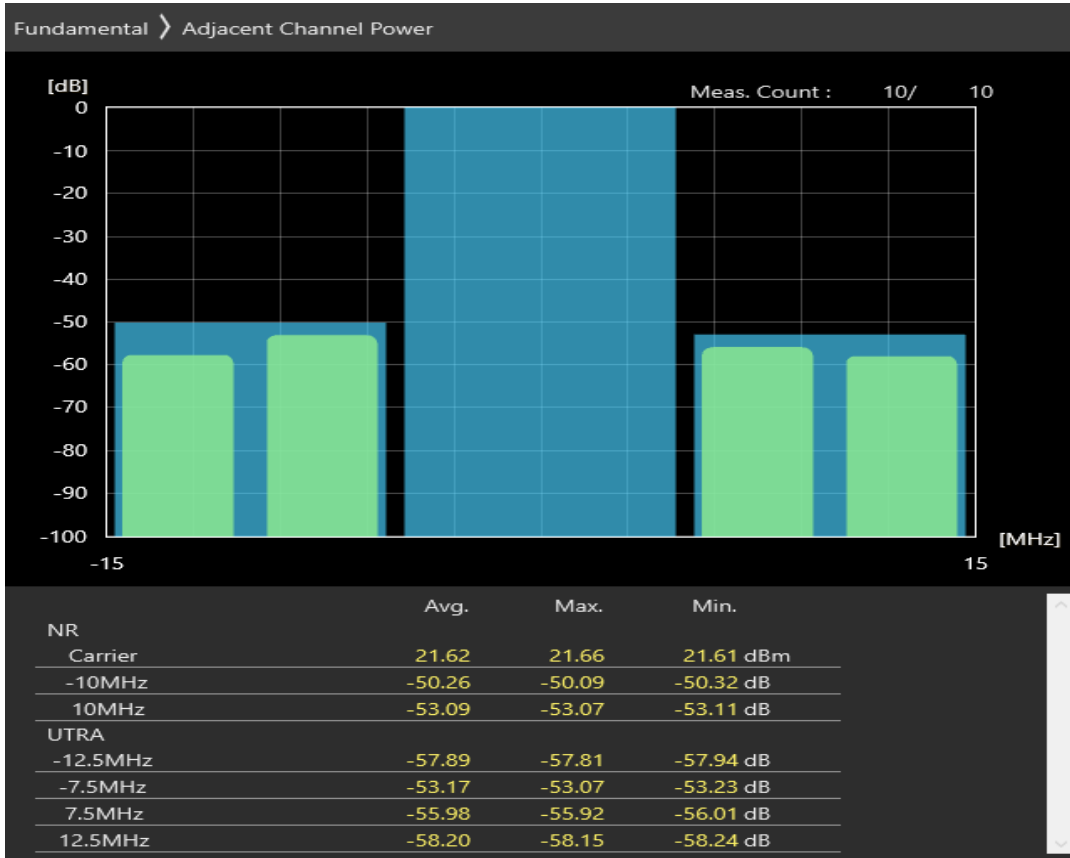 Fundamental 〉 Adjacent Channel Power
[dB]
Meas. Count : 10/ 10
0
-10
-20
-30
-40
-50
-60
-70
-80
-90
-100
[MHz]
-15 15
Avg. Max. Min.
NR
Carrier 21.62 21.66 21.61 dBm
-10MHz -50.26 -50.09 -50.32 dB
10MHz -53.09 -53.07 -53.11 dB
UTRA
-12.5MHz -57.89 -57.81 -57.94 dB
-7.5MHz -53.17 -53.07 -53.23 dB
7.5MHz -55.98 -55.92 -56.01 dB
12.5MHz -58.20 -58.15 -58.24 dB